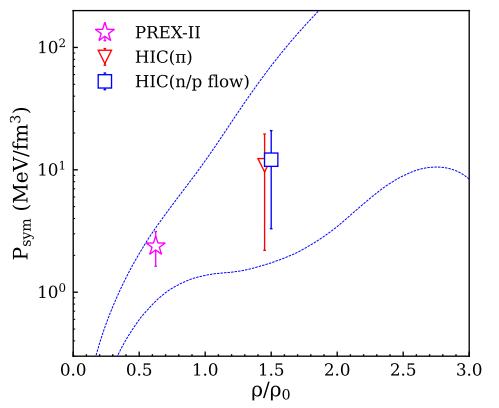 PREX-II
HIC(π)
HIC(n/p flow)
P_sym (MeV/fm³)
10²
10¹
10⁰
0.0 0.5 1.0 1.5 2.0 2.5 3.0
ρ/ρ₀